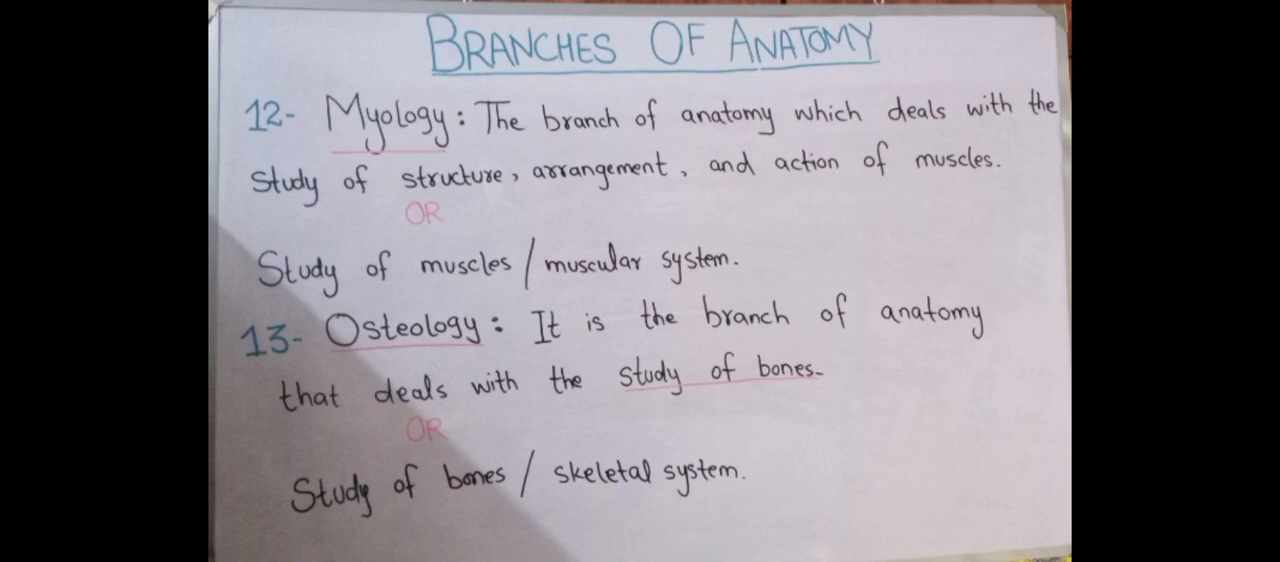 BRANCHES OF ANATOMY
12- Myology: The branch of anatomy which deals with the
study of structure, arrangement, and action of muscles.
OR
Study of muscles / muscular system.
13- Osteology: It is the branch of anatomy
that deals with the study of bones.
OR
Study of bones / skeletal system.